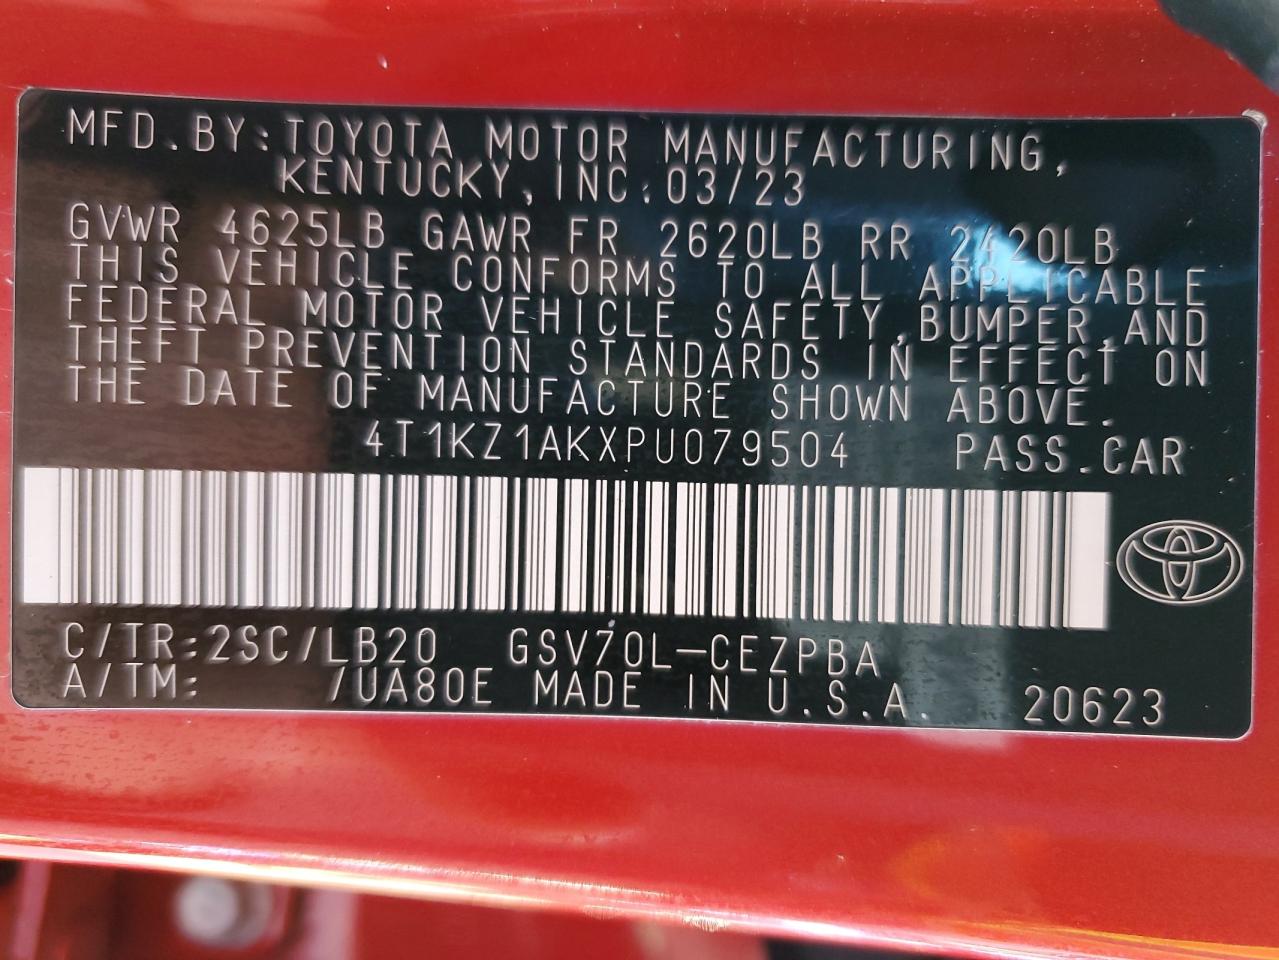 MFD. BY: TOYOTA MOTOR MANUFACTURING,
KENTUCKY, INC. 03/23
GVWR 4625LB GAWR FR 2620LB RR 2420LB
THIS VEHICLE CONFORMS TO ALL APPLICABLE
FEDERAL MOTOR VEHICLE SAFETY, BUMPER, AND
THEFT PREVENTION STANDARDS IN EFFECT ON
THE DATE OF MANUFACTURE SHOWN ABOVE.
4T1KZ1AKXPU079504 PASS.CAR
C/TR:2SC/LB20 GSV70L-CEZPBA
A/TM: /UA80E MADE IN U.S.A. 20623